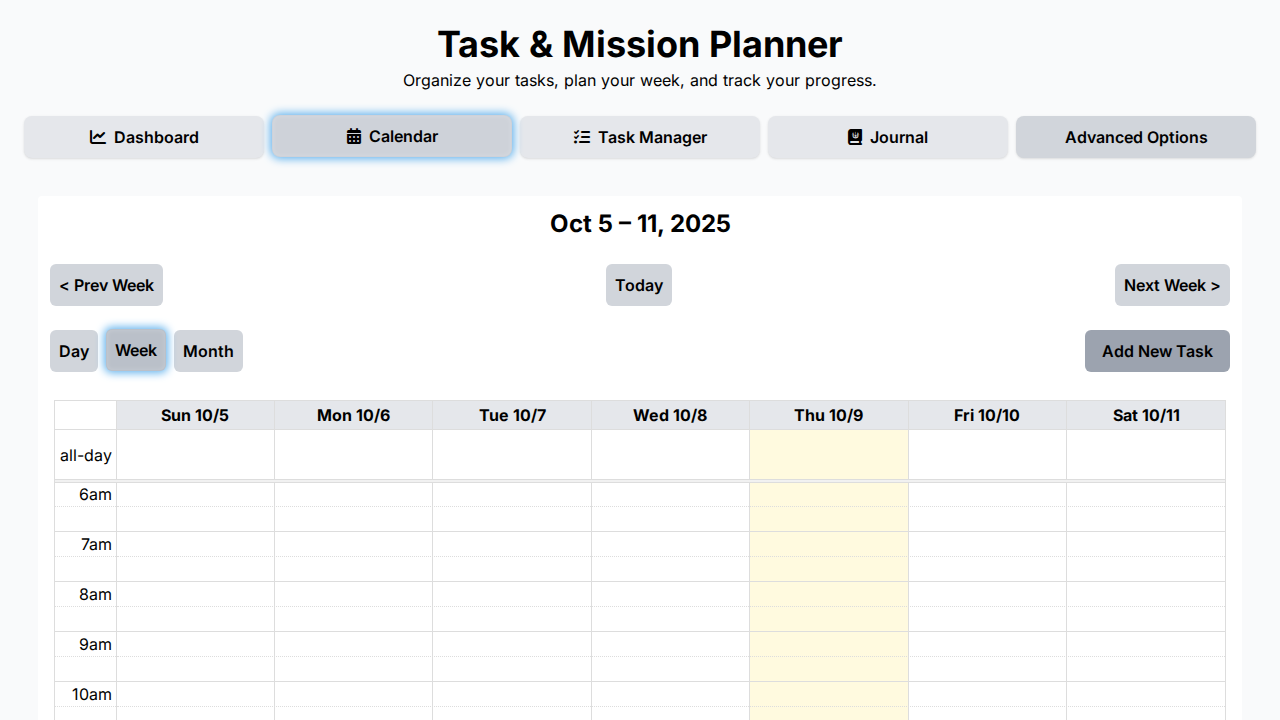 Task & Mission Planner
Organize your tasks, plan your week, and track your progress.
Dashboard Calendar Task Manager Journal Advanced Options
Oct 5 – 11, 2025
< Prev Week Today Next Week >
Day Week Month Add New Task
Sun 10/5 Mon 10/6 Tue 10/7 Wed 10/8 Thu 10/9 Fri 10/10 Sat 10/11
all-day
6am
7am
8am
9am
10am